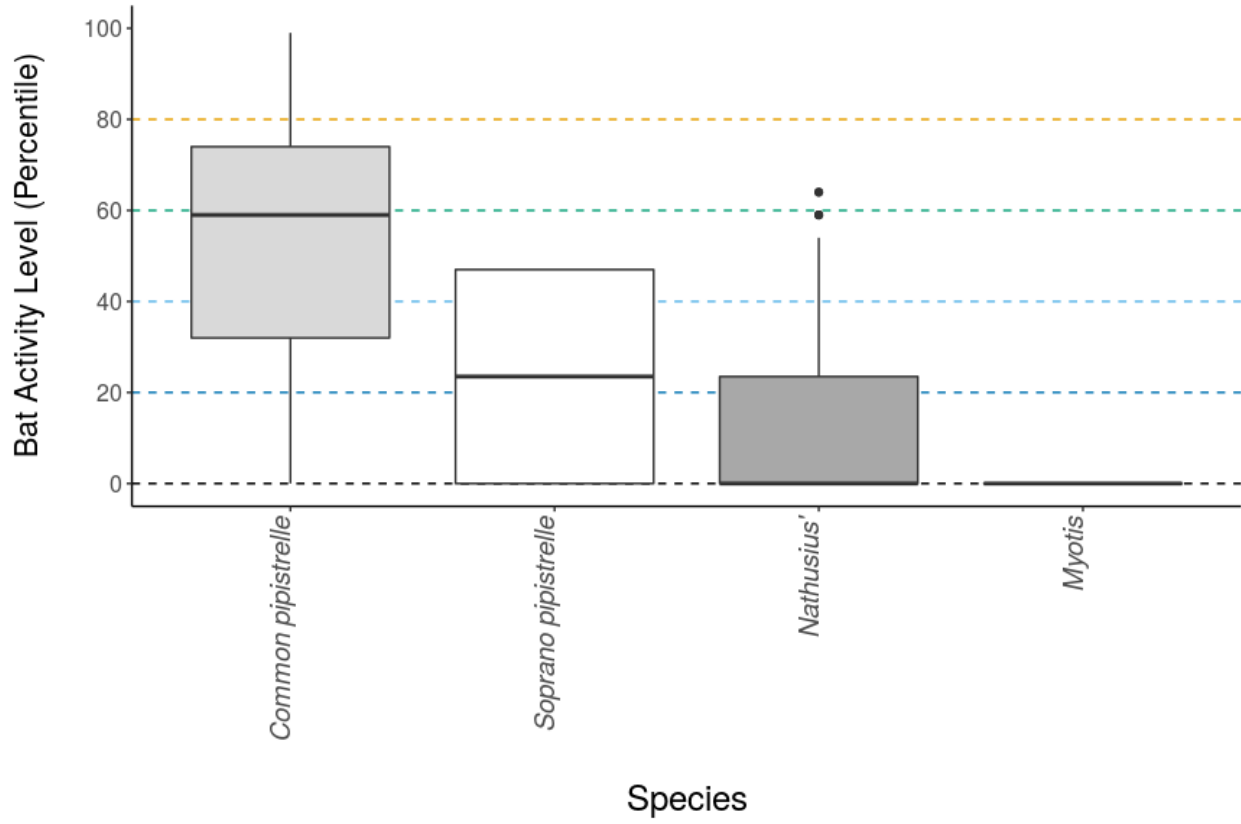 Bat Activity Level (Percentile)
100
80
60
40
20
0
Common pipistrelle
Soprano pipistrelle
Nathusius'
Myotis
Species